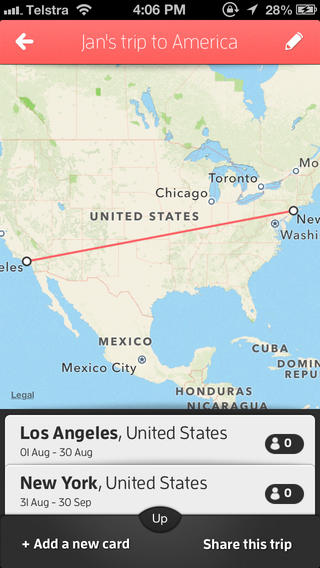 Telstra 4:06 PM 28%
Jan's trip to America
Toronto
Mo
Chicago
UNITED STATES
New
Washi
eles
MEXICO
CUBA
Mexico City
DOMIN
REPU
Legal
HONDURAS
NICARAGUA
Los Angeles, United States
0
01 Aug - 30 Aug
New York, United States
0
31 Aug - 30 Sep
Up
+ Add a new card Share this trip